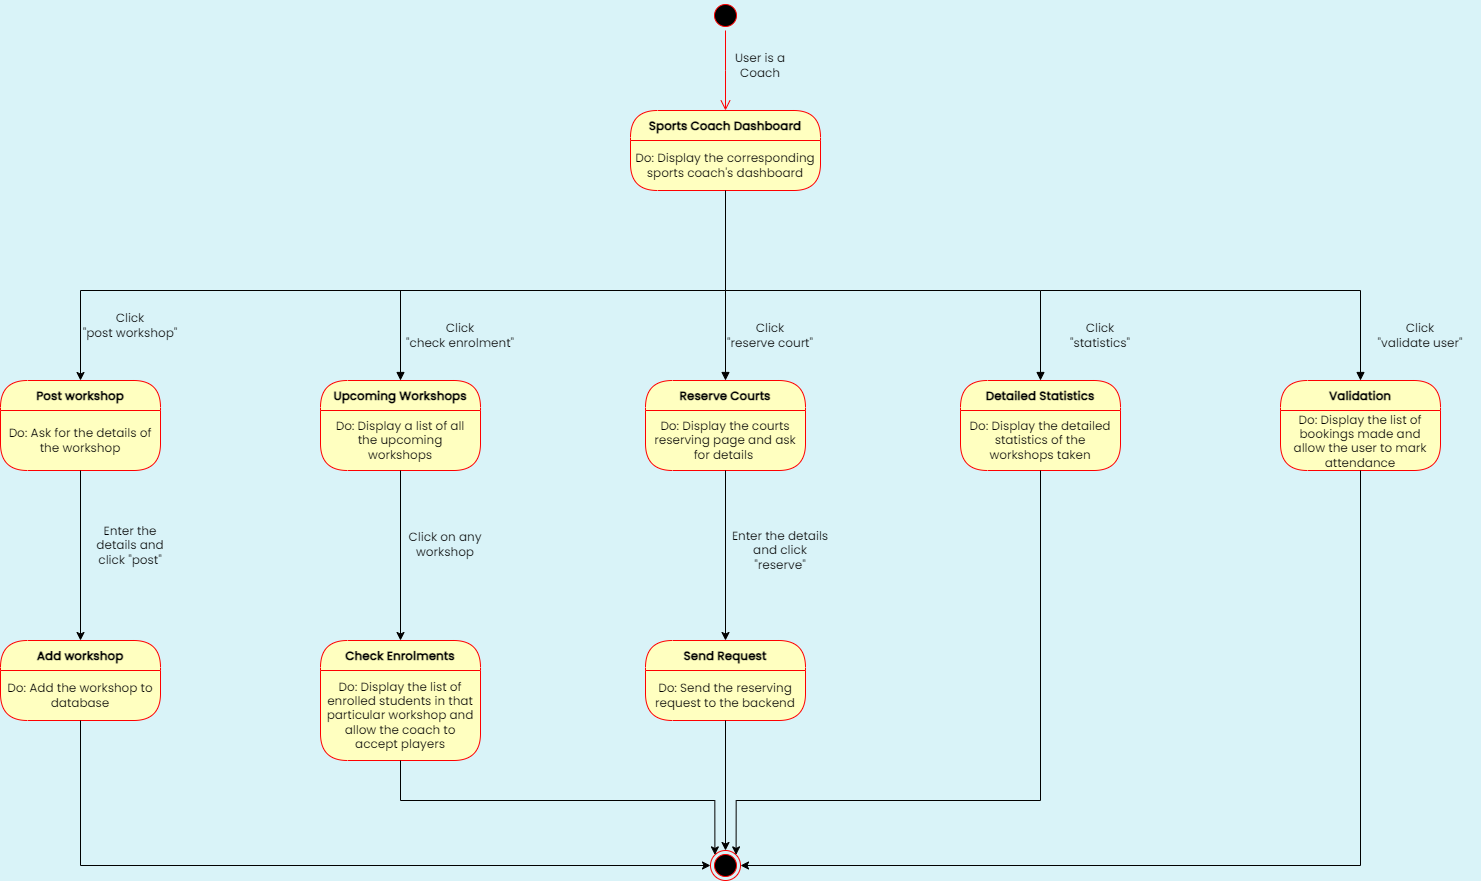 User is a
Coach
Sports Coach Dashboard
Do: Display the corresponding
sports coach's dashboard
Click
"post workshop"
Click
"check enrolment"
Click
"reserve court"
Click
"statistics"
Click
"validate user"
Post workshop
Do: Ask for the details of
the workshop
Upcoming Workshops
Do: Display a list of all
the upcoming
workshops
Reserve Courts
Do: Display the courts
reserving page and ask
for details
Detailed Statistics
Do: Display the detailed
statistics of the
workshops taken
Validation
Do: Display the list of
bookings made and
allow the user to mark
attendance
Enter the
details and
click "post"
Click on any
workshop
Enter the details
and click
"reserve"
Add workshop
Do: Add the workshop to
database
Check Enrolments
Do: Display the list of
enrolled students in that
particular workshop and
allow the coach to
accept players
Send Request
Do: Send the reserving
request to the backend